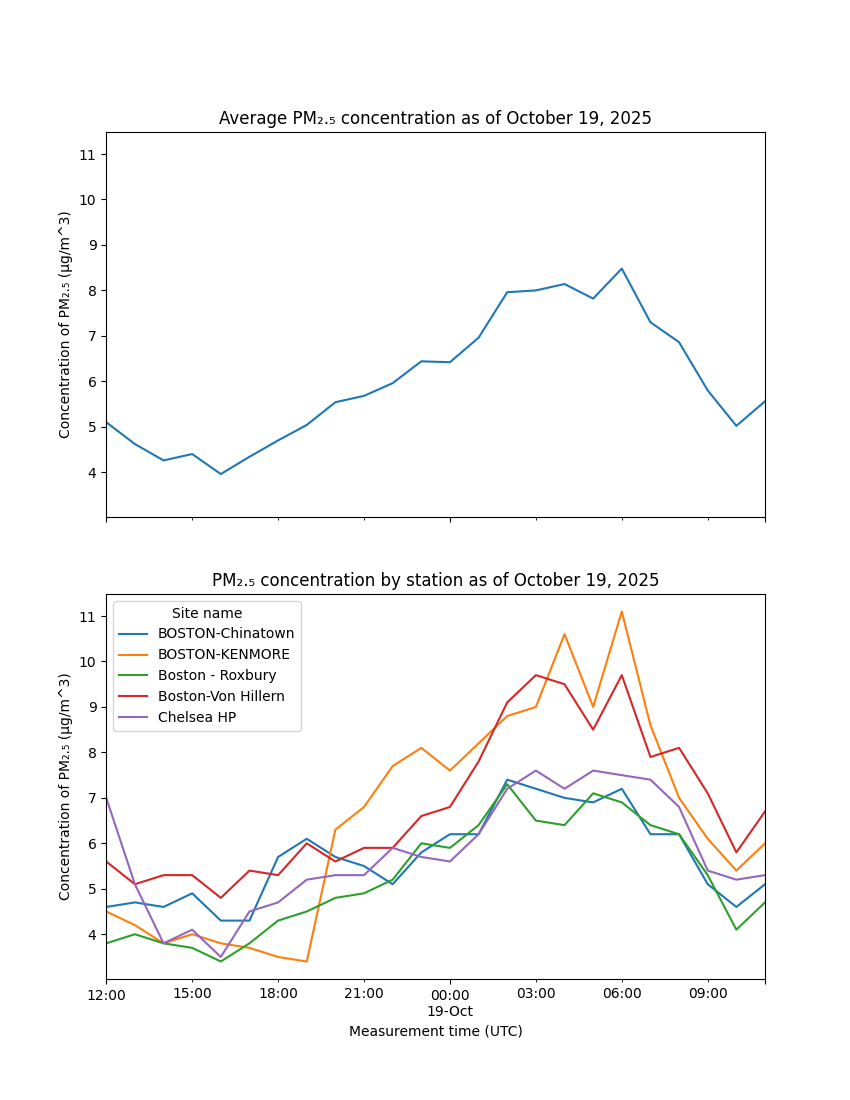 Average PM₂.₅ concentration as of October 19, 2025
11
10
9
8
7
6
5
4
Concentration of PM₂.₅ (µg/m^3)
PM₂.₅ concentration by station as of October 19, 2025
Site name
BOSTON-Chinatown
BOSTON-KENMORE
Boston - Roxbury
Boston-Von Hillern
Chelsea HP
11
10
9
8
7
6
5
4
Concentration of PM₂.₅ (µg/m^3)
12:00 15:00 18:00 21:00 00:00 03:00 06:00 09:00
19-Oct
Measurement time (UTC)